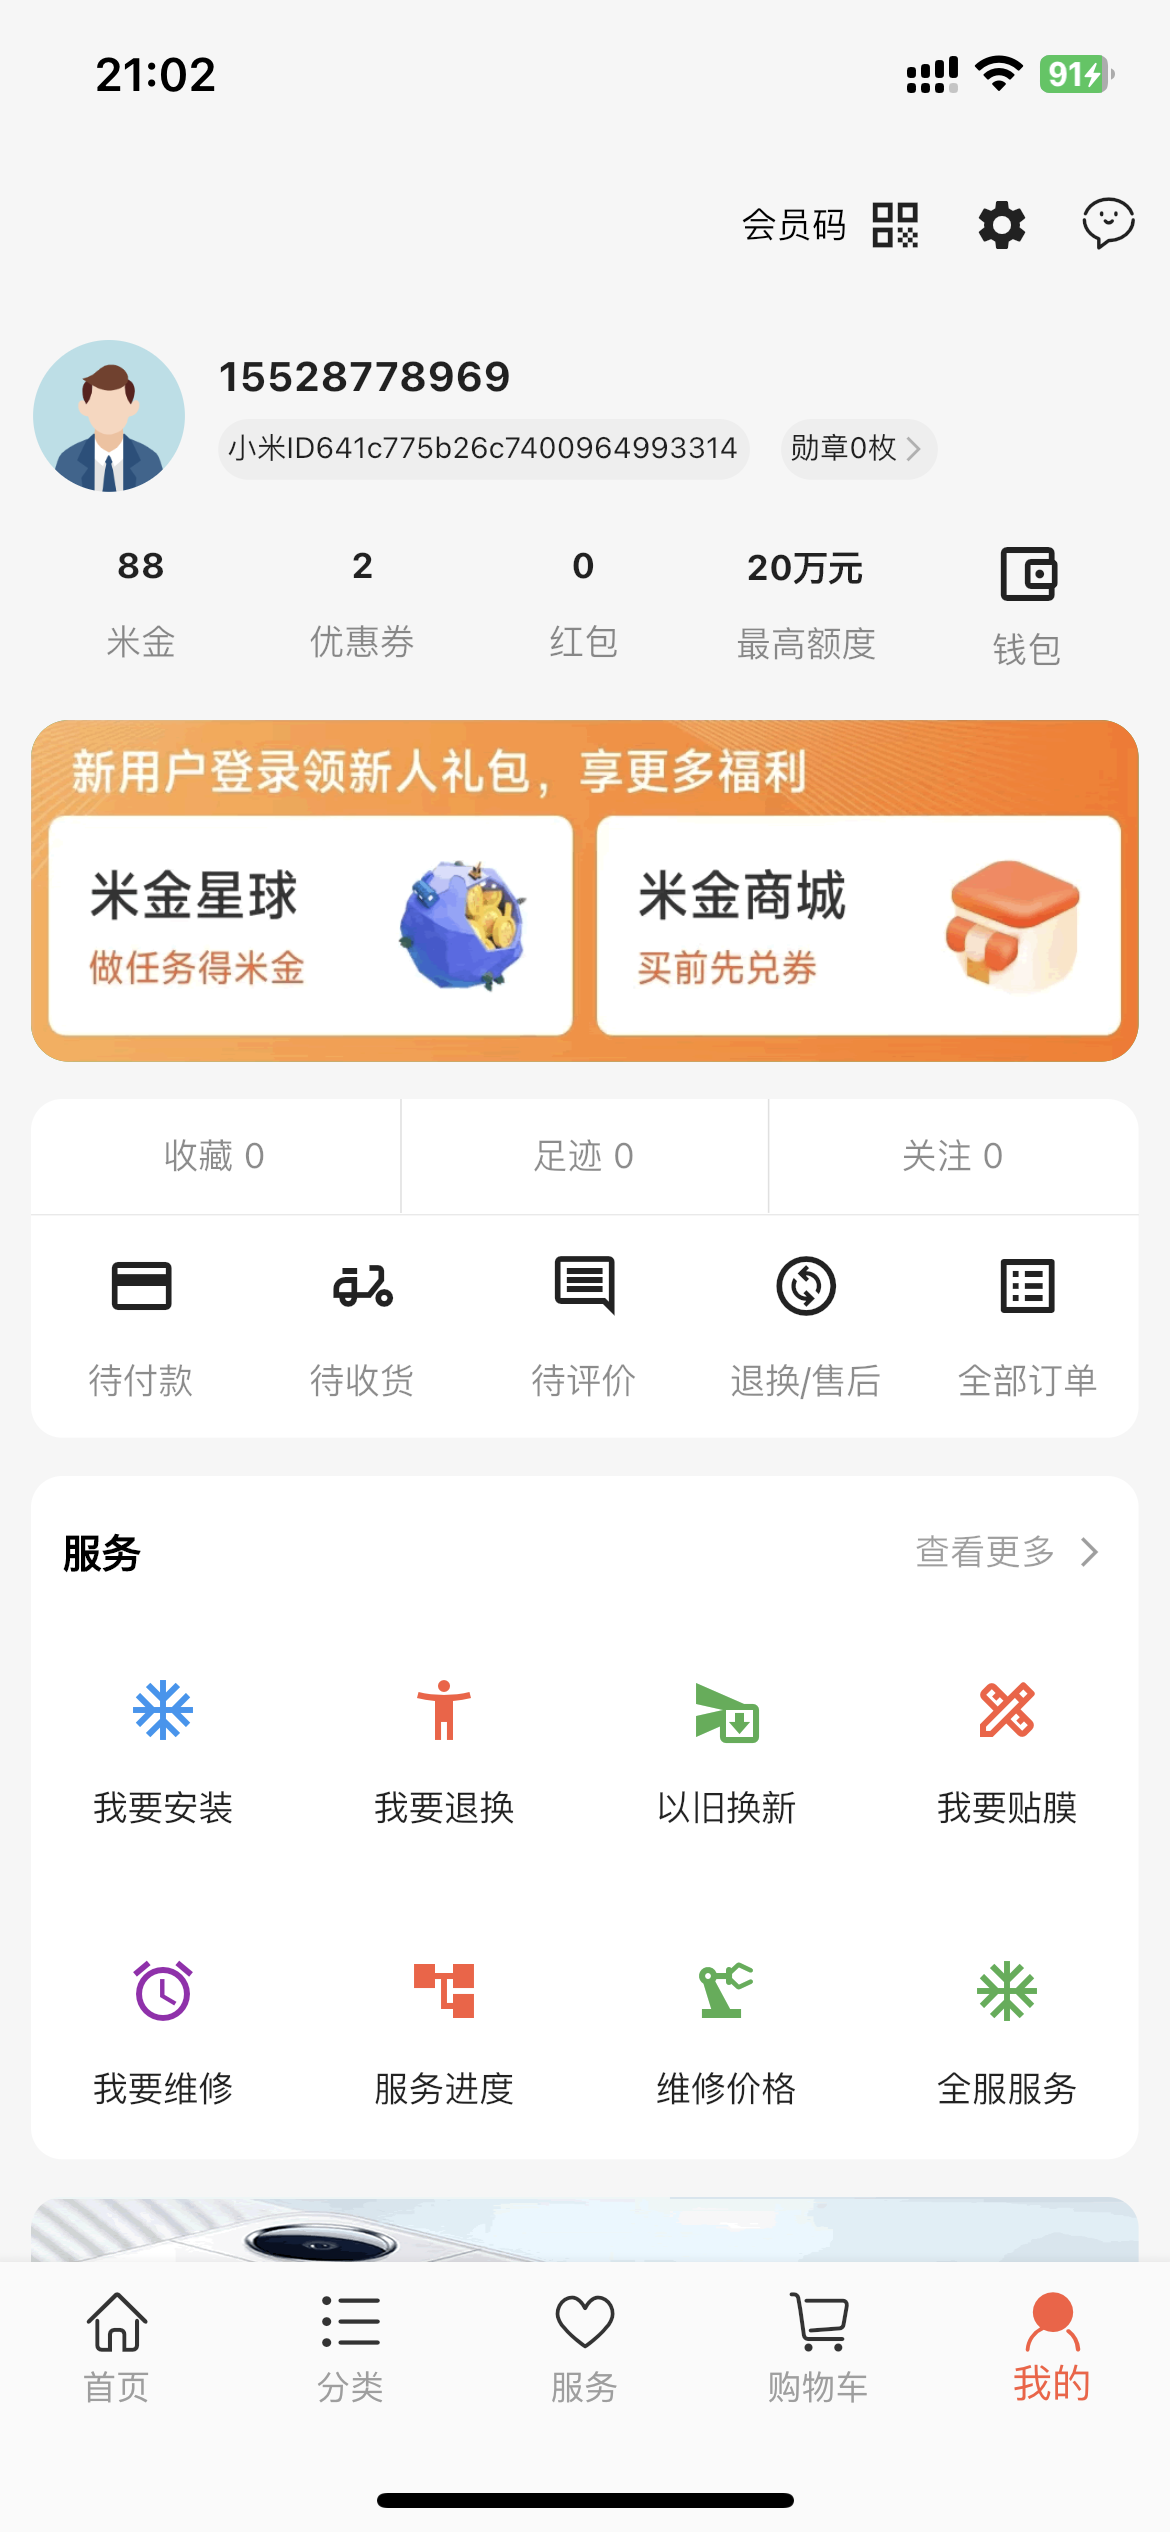 21:02
91
会员码
15528778969
小米ID641c775b26c7400964993314
勋章0枚
88
2
0
20万元
米金
优惠券
红包
最高额度
钱包
新用户登录领新人礼包，享更多福利
米金星球
做任务得米金
米金商城
买前先兑券
收藏 0
足迹 0
关注 0
待付款
待收货
待评价
退换/售后
全部订单
服务
查看更多
我要安装
我要退换
以旧换新
我要贴膜
我要维修
服务进度
维修价格
全服服务
首页
分类
服务
购物车
我的